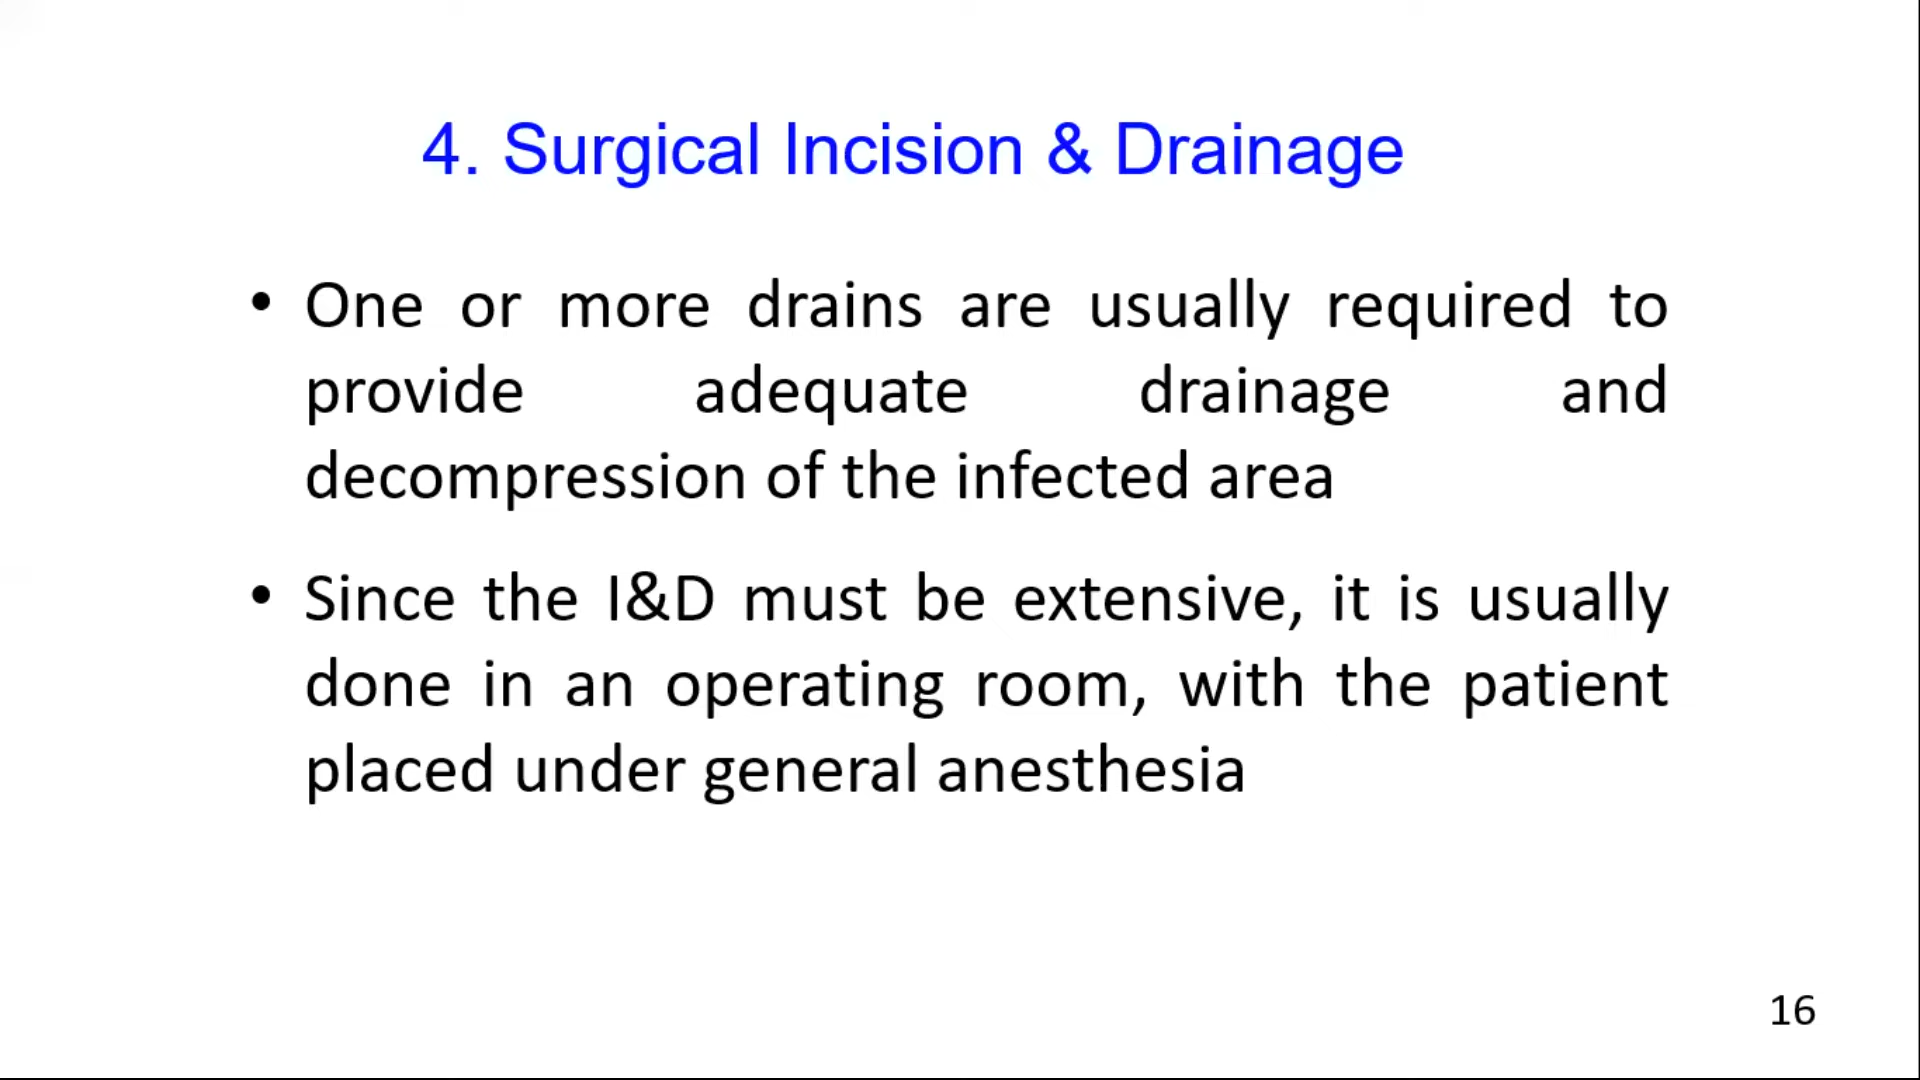 4. Surgical Incision & Drainage
• One or more drains are usually required to
provide adequate drainage and
decompression of the infected area
• Since the I&D must be extensive, it is usually
done in an operating room, with the patient
placed under general anesthesia
16